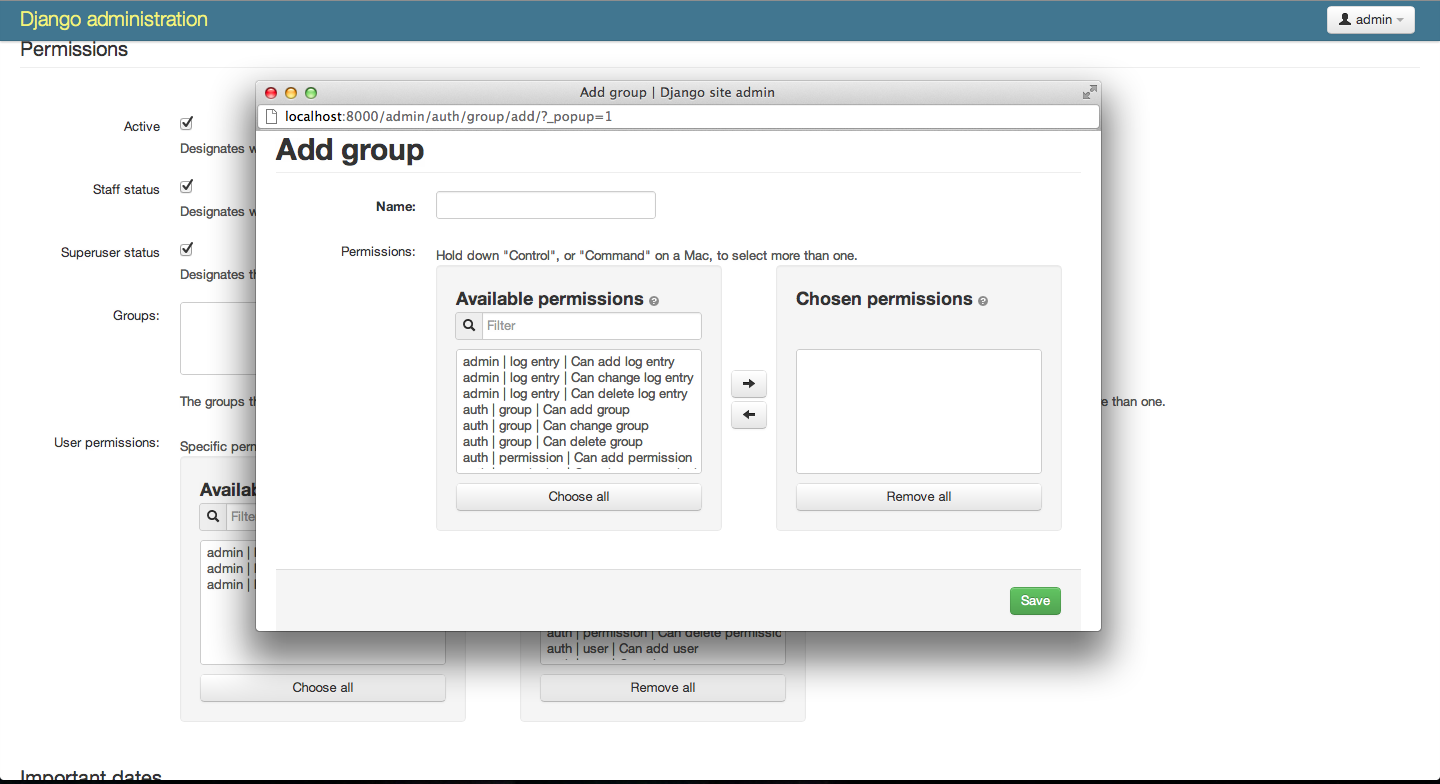 Django administration
admin
Permissions
Active
Designates
Staff status
Designates
Superuser status
Designates
Groups:
The groups
e than one.
User permissions:
Specific
Filte
admin |
admin |
admin |
Choose all
auth | permission | Can delete
auth | user | Can add user
Remove all
Important dates
Add group | Django site admin
localhost:8000/admin/auth/group/add/?_popup=1
Add group
Name:
Permissions:
Hold down "Control", or "Command" on a Mac, to select more than one.
Available permissions ?
Filter
admin | log entry | Can add log entry
admin | log entry | Can change log entry
admin | log entry | Can delete log entry
auth | group | Can add group
auth | group | Can change group
auth | group | Can delete group
auth | permission | Can add permission
Choose all
Chosen permissions ?
Remove all
Save